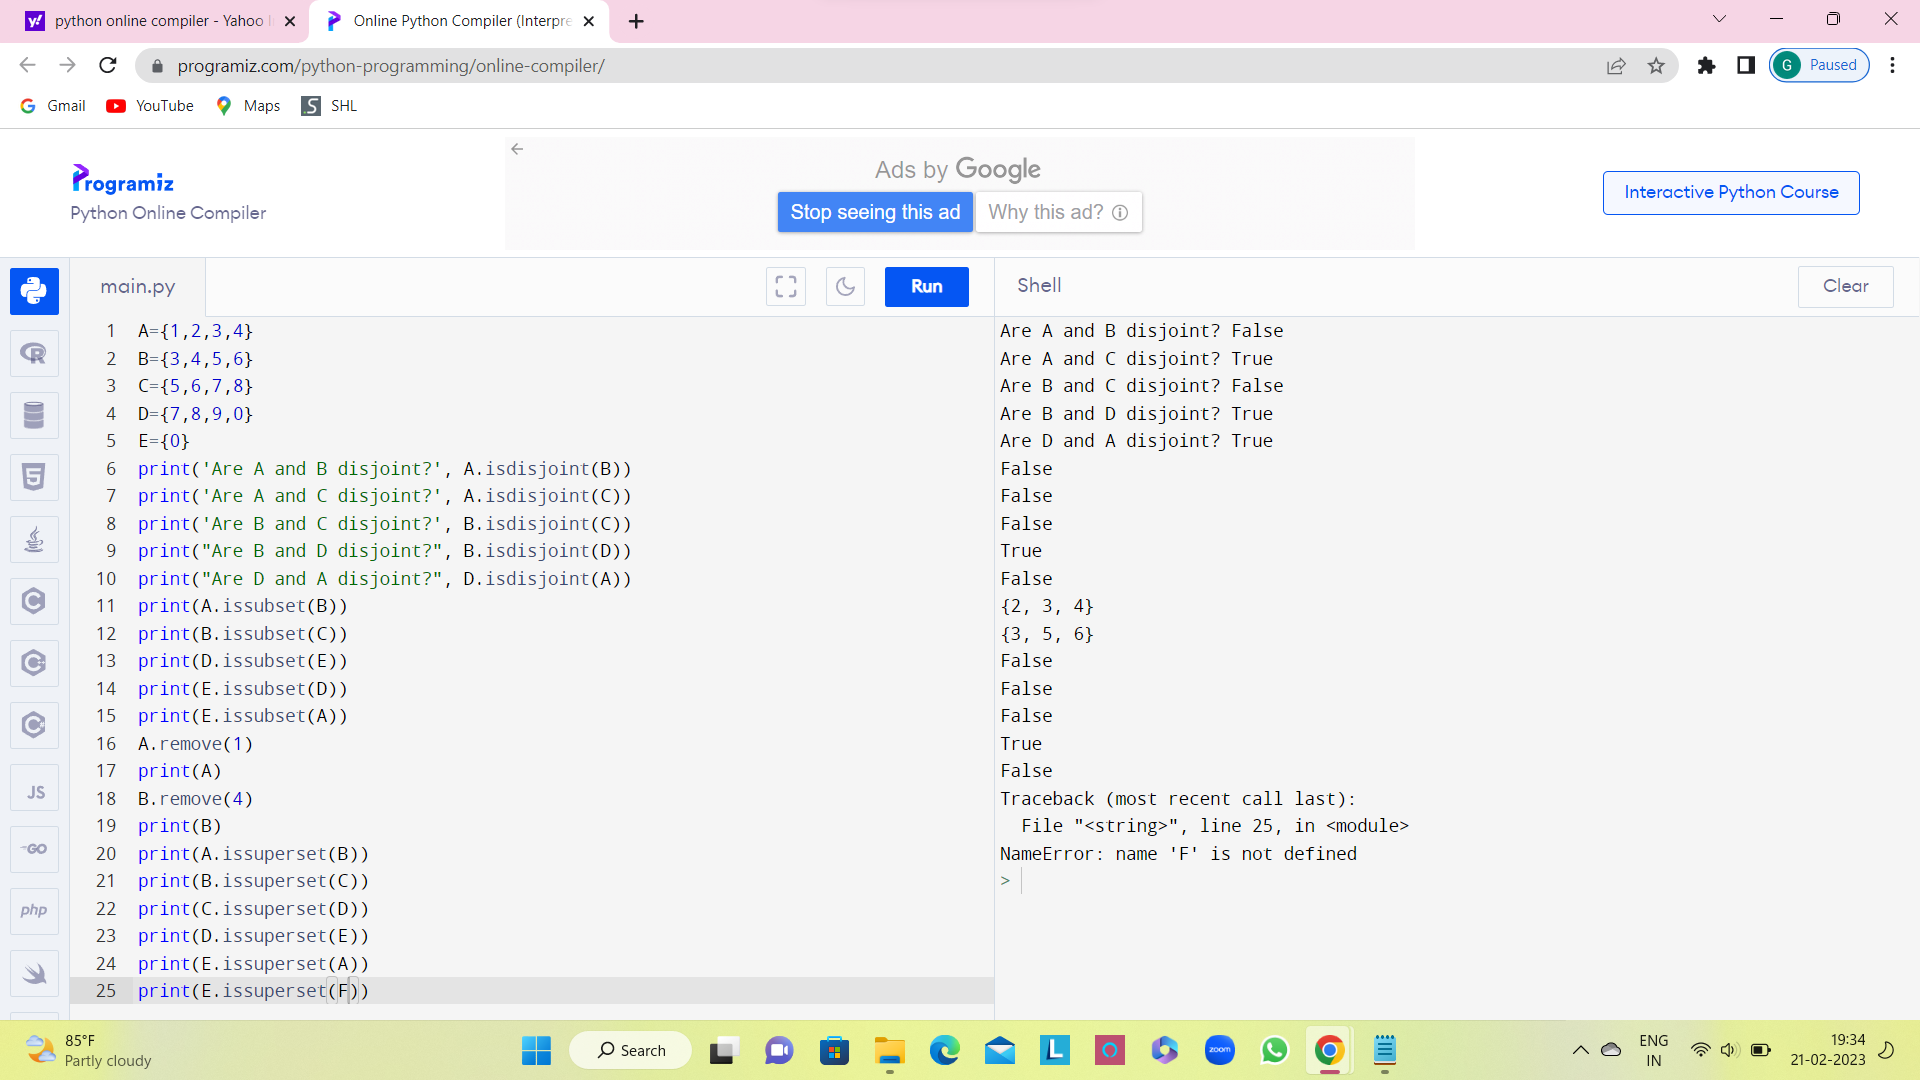 python online compiler - Yahoo I
Online Python Compiler (Interpre
programiz.com/python-programming/online-compiler/
G
Paused
Gmail
YouTube
Maps
SHL
Programiz
Python Online Compiler
Ads by Google
Stop seeing this ad
Why this ad?
Interactive Python Course
main.py
Run
Shell
Clear
1 A={1,2,3,4}
2 B={3,4,5,6}
3 C={5,6,7,8}
4 D={7,8,9,0}
5 E={0}
6 print('Are A and B disjoint?', A.isdisjoint(B))
7 print('Are A and C disjoint?', A.isdisjoint(C))
8 print('Are B and C disjoint?', B.isdisjoint(C))
9 print("Are B and D disjoint?", B.isdisjoint(D))
10 print("Are D and A disjoint?", D.isdisjoint(A))
11 print(A.issubset(B))
12 print(B.issubset(C))
13 print(D.issubset(E))
14 print(E.issubset(D))
15 print(E.issubset(A))
16 A.remove(1)
17 print(A)
18 B.remove(4)
19 print(B)
20 print(A.issuperset(B))
21 print(B.issuperset(C))
22 print(C.issuperset(D))
23 print(D.issuperset(E))
24 print(E.issuperset(A))
25 print(E.issuperset(F))
Are A and B disjoint? False
Are A and C disjoint? True
Are B and C disjoint? False
Are B and D disjoint? True
Are D and A disjoint? True
False
False
False
True
False
{2, 3, 4}
{3, 5, 6}
False
False
False
True
False
Traceback (most recent call last):
File "<string>", line 25, in <module>
NameError: name 'F' is not defined
>
R
5
C
C
C
JS
GO
php
85°F
Partly cloudy
Search
L
zoom
ENG
IN
19:34
21-02-2023